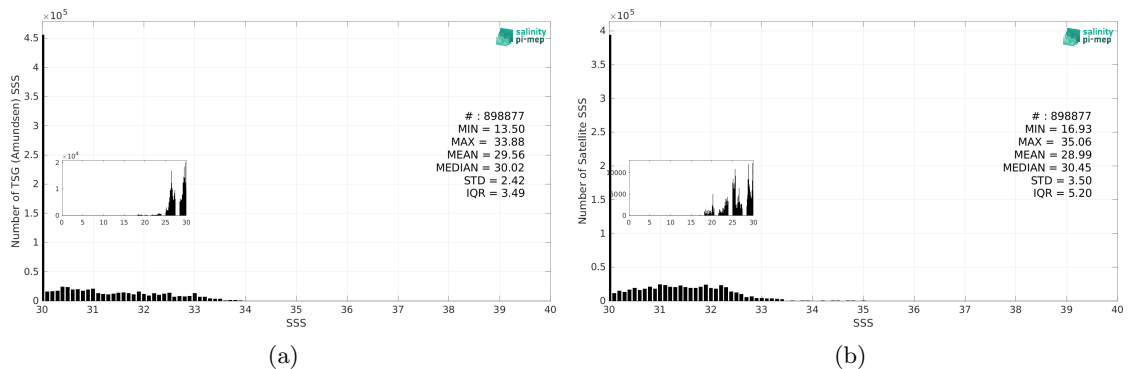 ×10⁵
4.5
4
3.5
3
2.5
2
1.5
1
0.5
0
Number of TSG (Amundsen) SSS
salinity
pi-mep
# : 898877
MIN = 13.50
MAX = 33.88
MEAN = 29.56
MEDIAN = 30.02
STD = 2.42
IQR = 3.49
×10⁴
2
1
0
0 5 10 15 20 25 30
30 31 32 33 34 35 36 37 38 39 40
SSS
(a)
×10⁵
4
3.5
3
2.5
2
1.5
1
0.5
0
Number of Satellite SSS
salinity
pi-mep
# : 898877
MIN = 16.93
MAX = 35.06
MEAN = 28.99
MEDIAN = 30.45
STD = 3.50
IQR = 5.20
10000
5000
0
0 5 10 15 20 25 30
30 31 32 33 34 35 36 37 38 39 40
SSS
(b)